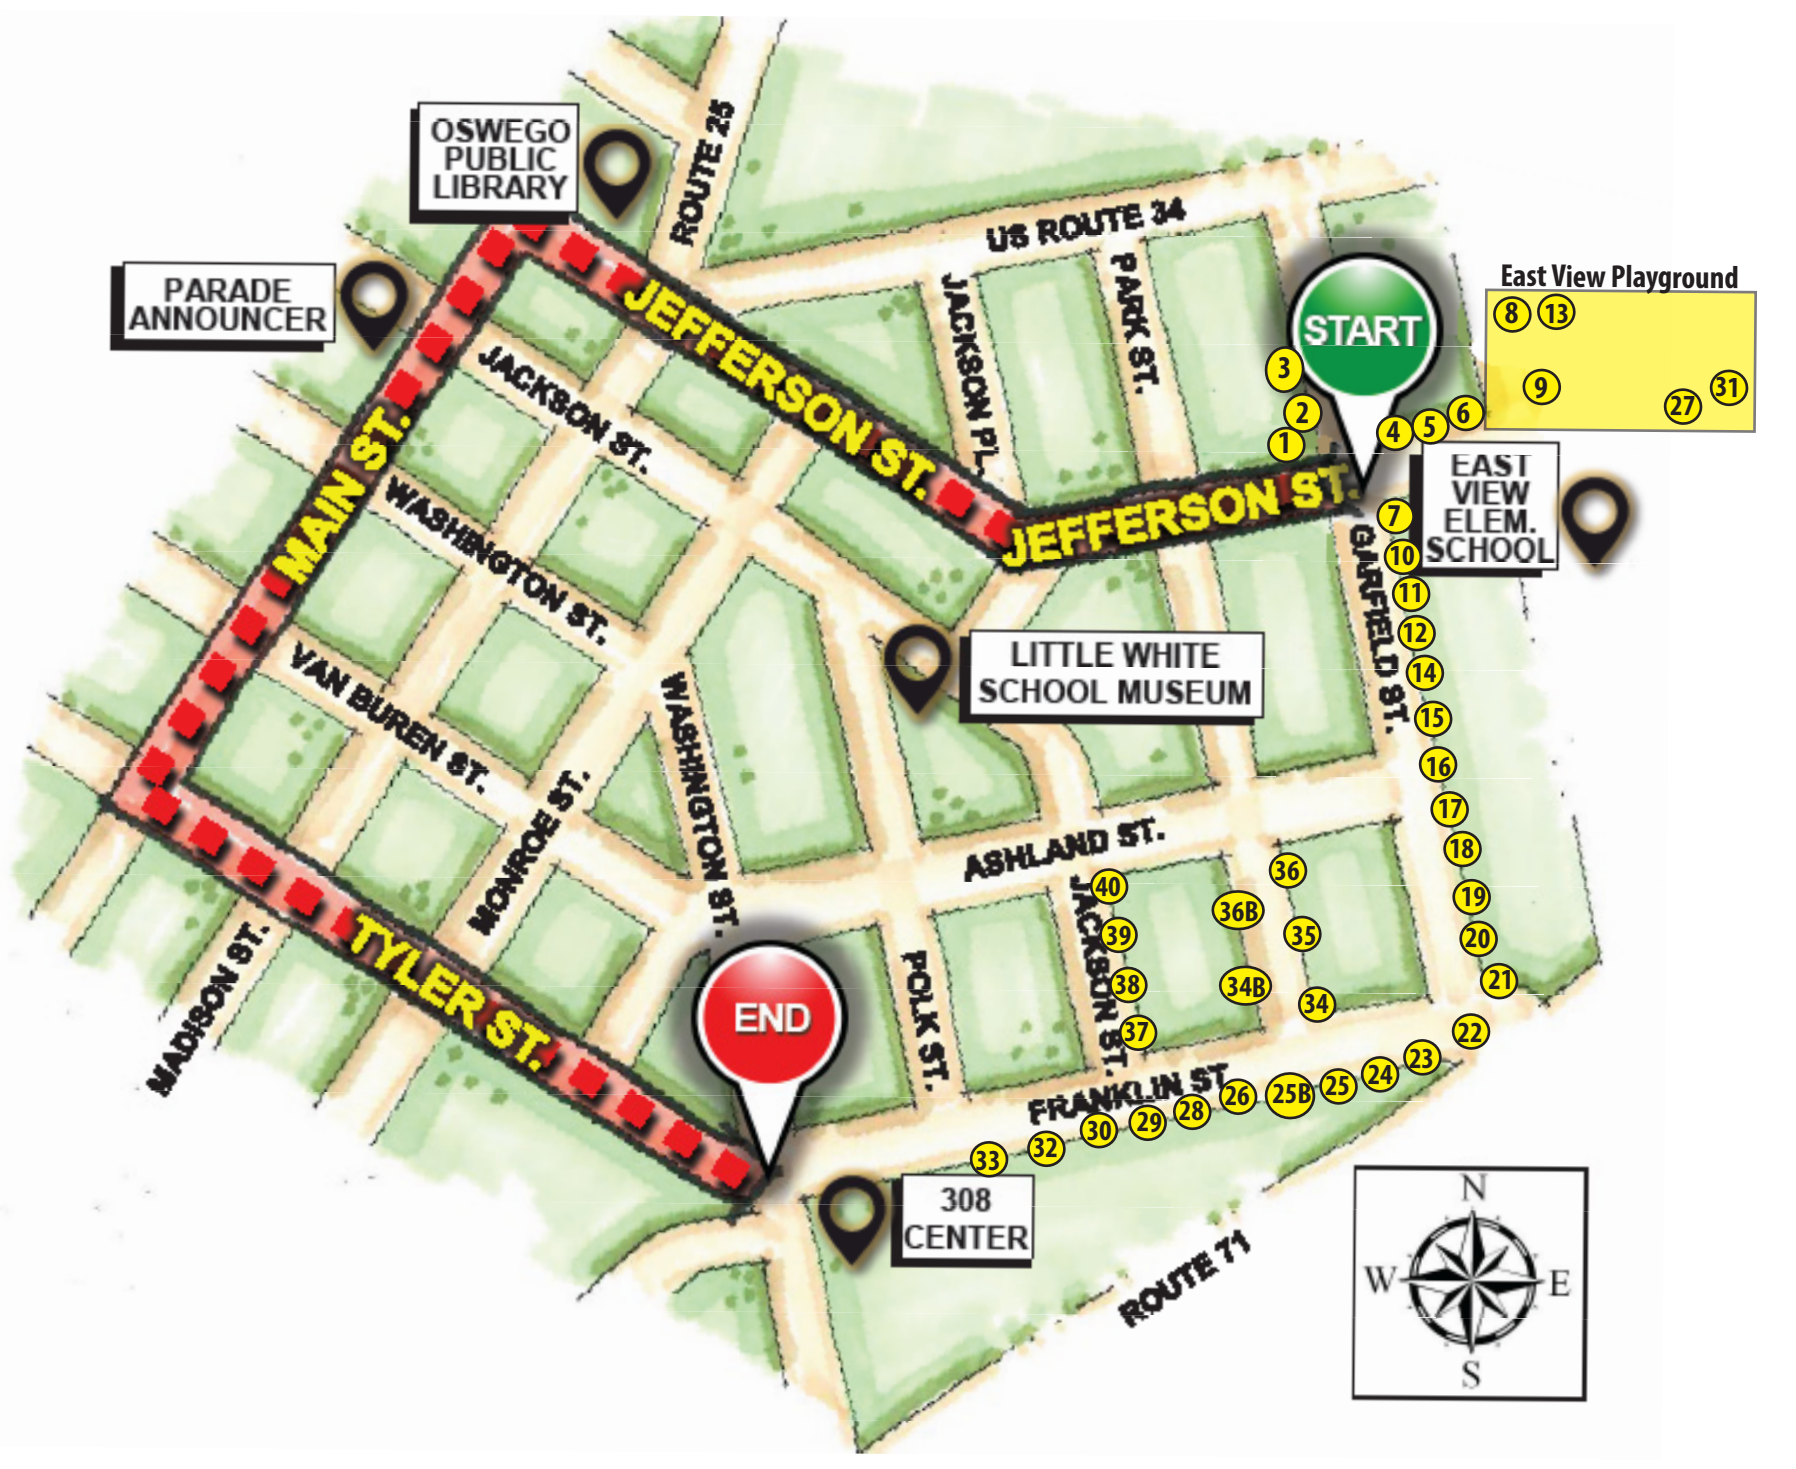 OSWEGO
PUBLIC
LIBRARY
ROUTE 25
US ROUTE 34
PARADE
ANNOUNCER
JEFFERSON ST.
JACKSON PL.
PARK ST.
START
East View Playground
8
13
9
27
31
3
2
1
4
5
6
JACKSON ST.
MAIN ST.
WASHINGTON ST.
JEFFERSON ST.
EAST
VIEW
ELEM.
SCHOOL
7
10
11
12
14
15
16
17
18
19
20
21
GARFIELD ST.
LITTLE WHITE
SCHOOL MUSEUM
VAN BUREN ST.
WASHINGTON ST.
MONROE ST.
ASHLAND ST.
40
39
38
37
JACKSON ST.
36
36B
35
34B
34
TYLER ST.
MADISON ST.
END
POLK ST.
FRANKLIN ST
22
23
24
25
25B
26
28
29
30
32
33
308
CENTER
ROUTE 71
N
W
E
S